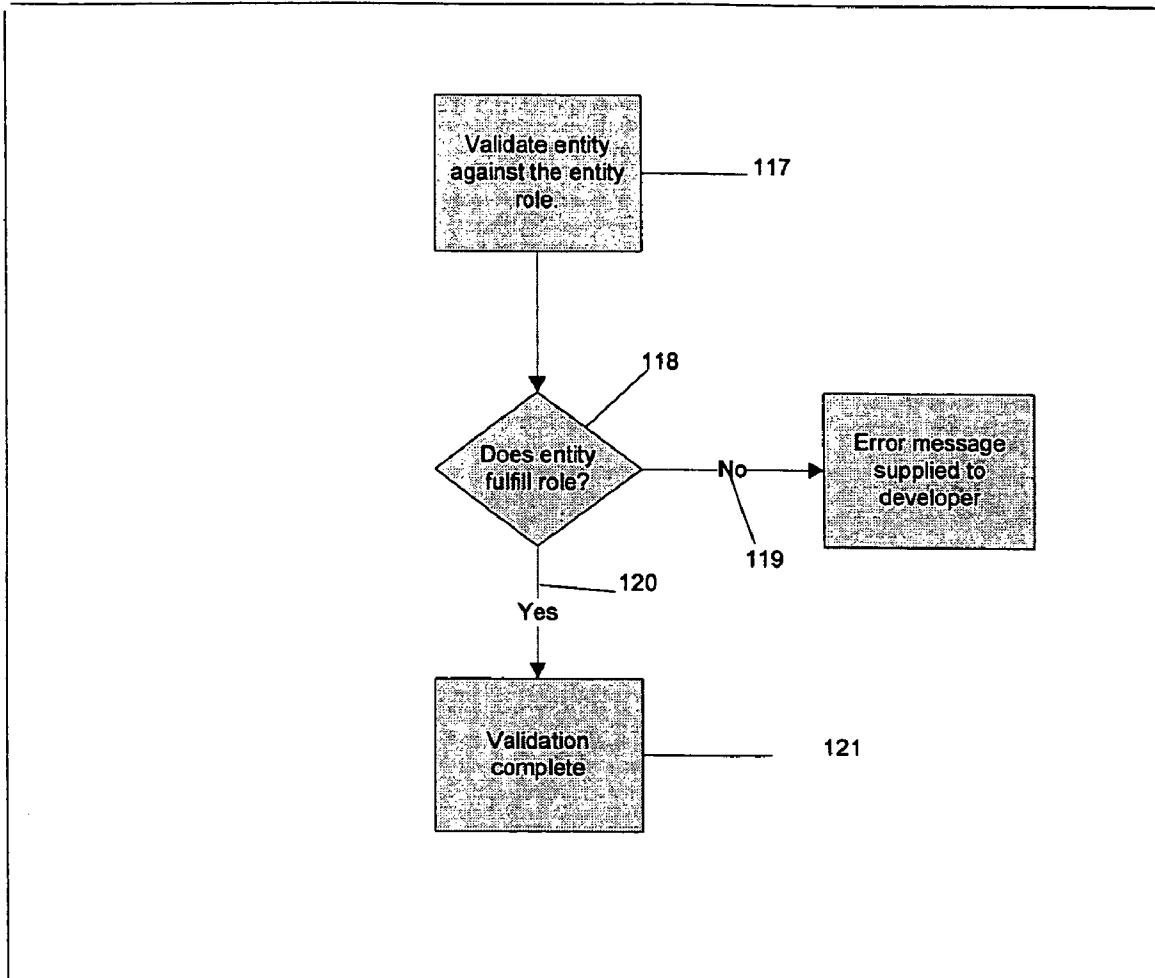 Validate entity
against the entity
role.
117
118
Does entity
fulfill role?
No
119
Error message
supplied to
developer
120
Yes
Validation
complete
121